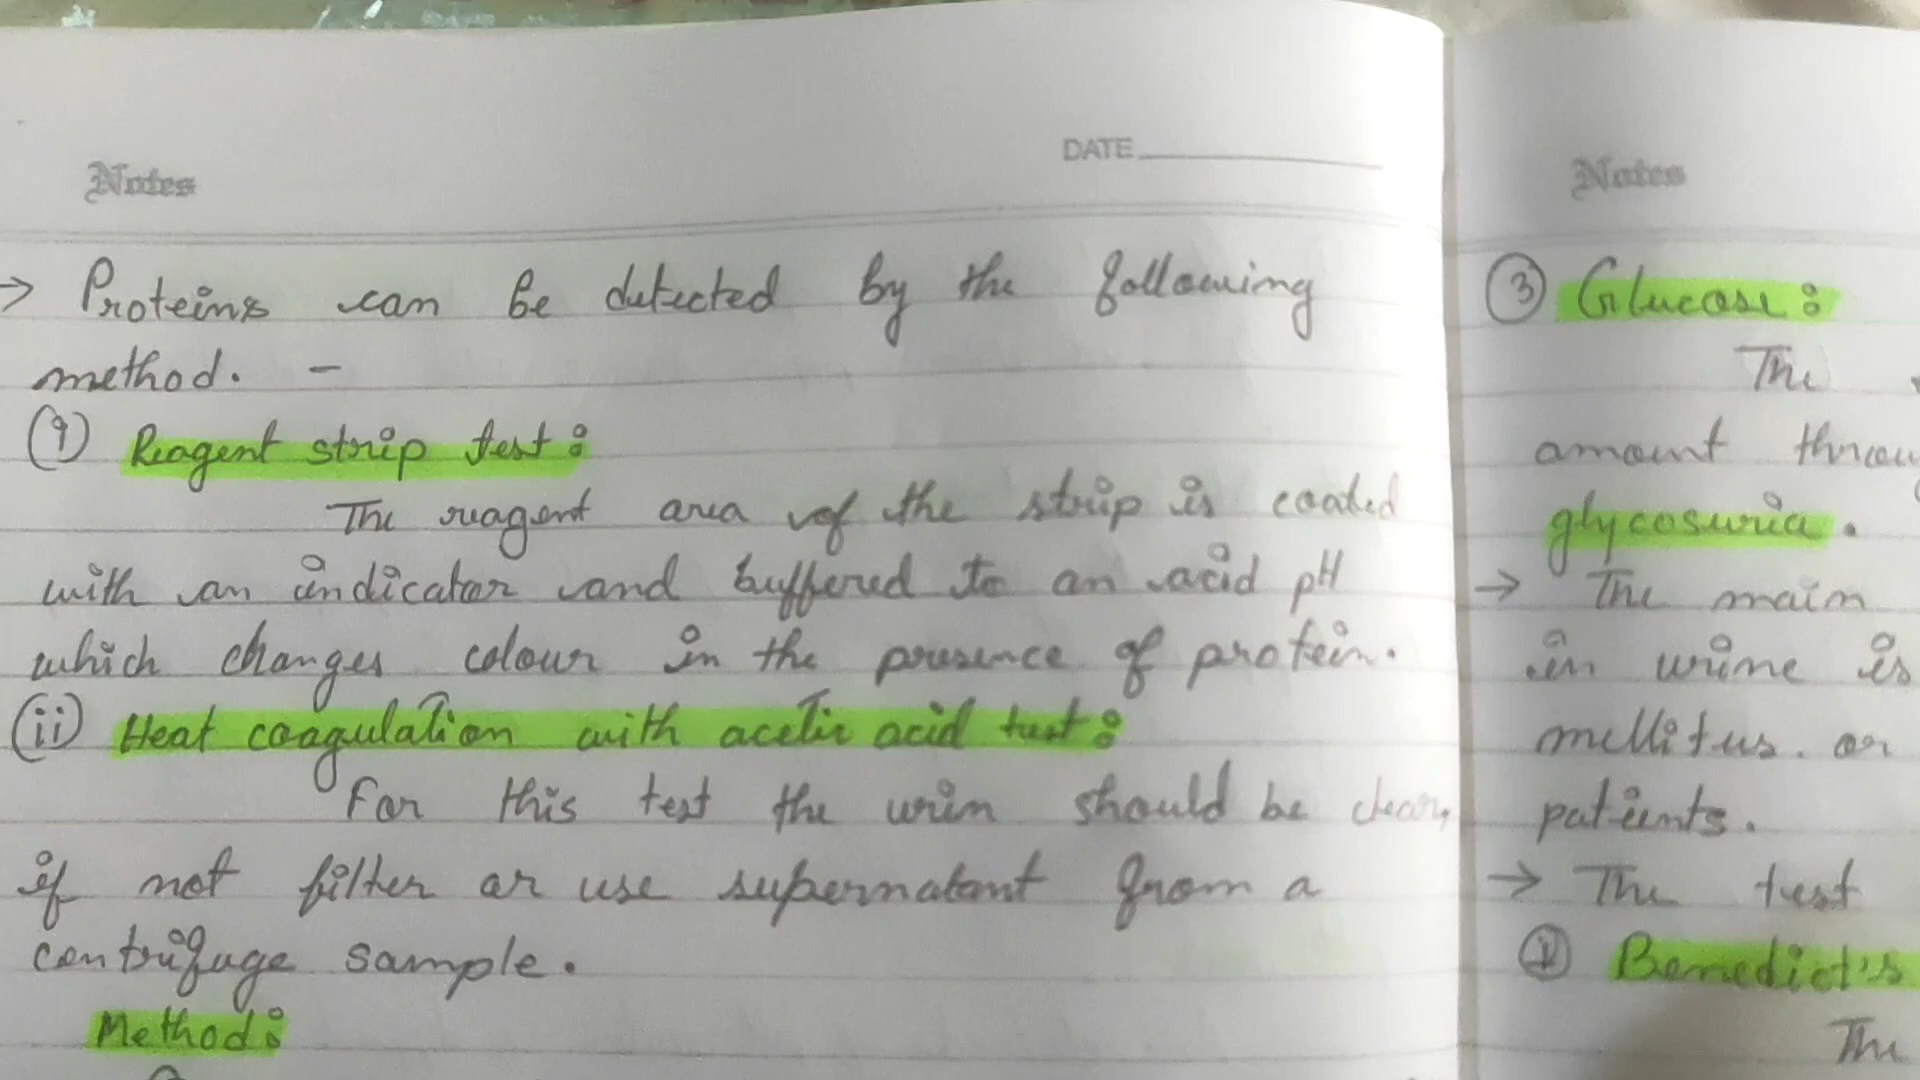 Notes
DATE
→ Proteins can be detected by the following
method. -
(i) Reagent strip test:
The reagent area of the strip is coated
with an indicator and buffered to an acid pH
which changes colour in the presence of protein.
(ii) Heat coagulation with acetic acid test:
For this test the urin should be clear,
if not filter or use supernatant from a
centrifuge sample.
Method:
Notes
③ Glucose:
The
amount throu
glycosuria.
→ The main
in urine is
mellitus. or
patients.
→ The test
① Benedict's
The